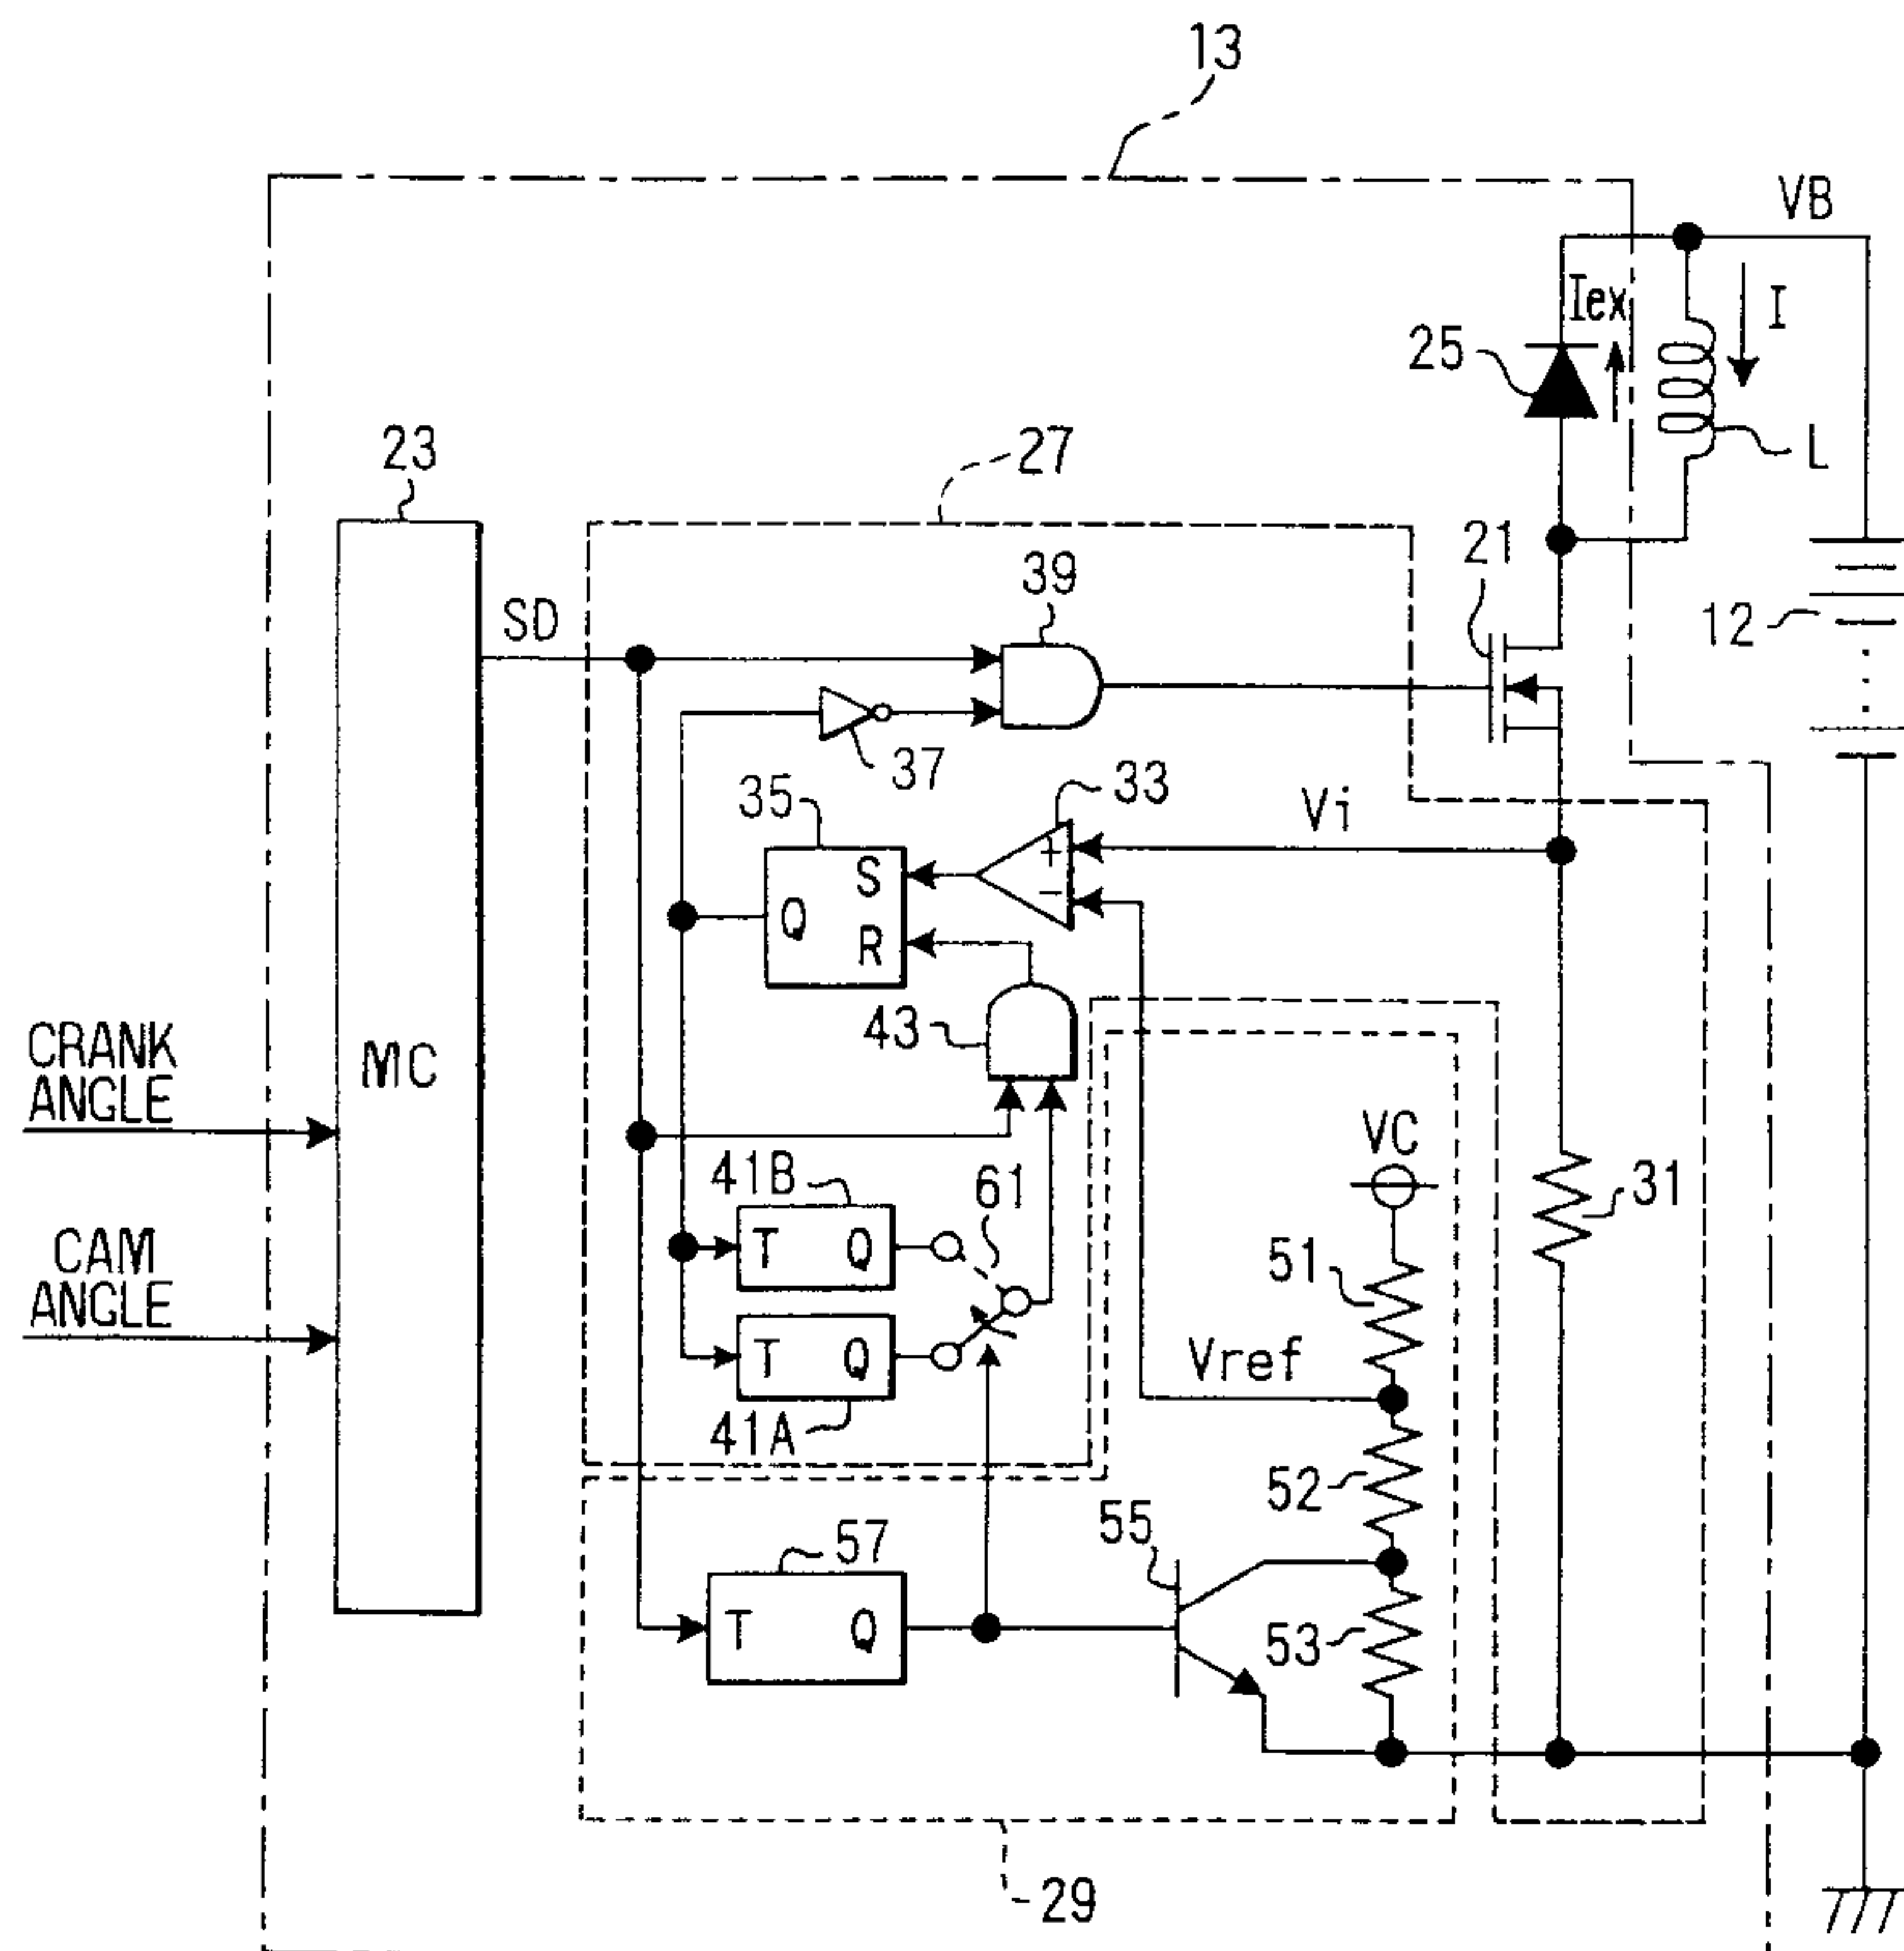 13
VB
Iex
I
25
L
23
27
21
39
12
SD
37
35
33
Vi
S
+
-
Q
R
43
CRANK
ANGLE
MC
VC
41B
61
31
T Q
51
CAM
ANGLE
T Q
Vref
41A
52
55
57
T Q
53
29